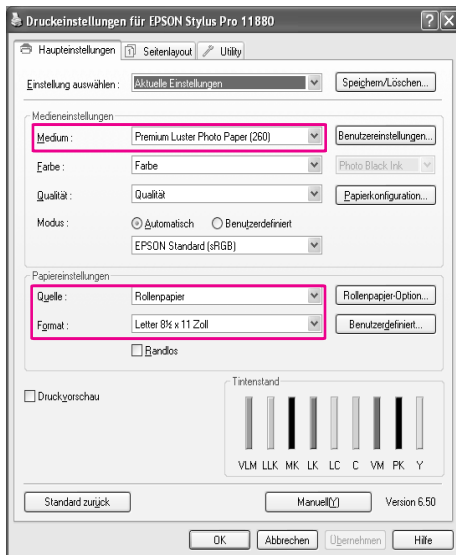 Druckeinstellungen für EPSON Stylus Pro 11880
Haupteinstellungen Seitenlayout Utility
Einstellung auswählen : Aktuelle Einstellungen Speichern/Löschen...
Medieneinstellungen
Medium : Premium Luster Photo Paper (260) Benutzereinstellungen...
Farbe : Farbe Photo Black Ink
Qualität : Qualität Papierkonfiguration...
Modus : Automatisch Benutzerdefiniert
EPSON Standard (sRGB)
Papiereinstellungen
Quelle : Rollenpapier Rollenpapier-Option...
Format : Letter 8½ x 11 Zoll Benutzerdefiniert...
Randlos
Druckvorschau
Tintenstand
VLM LLK MK LK LC C VM PK Y
Standard zurück Manuell(Y) Version 6.50
OK Abbrechen Übernehmen Hilfe